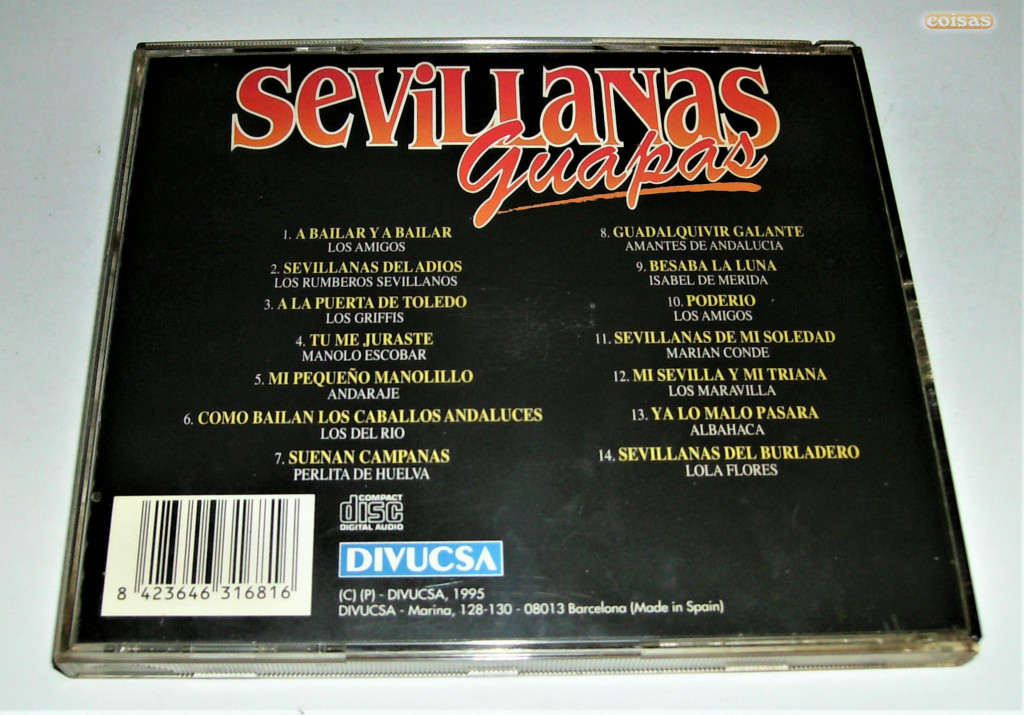 coisas
SEViLLANAS
Guapas
1. A BAILAR Y A BAILAR
LOS AMIGOS
2. SEVILLANAS DEL ADIOS
LOS RUMBEROS SEVILLANOS
3. A LA PUERTA DE TOLEDO
LOS GRIFFIS
4. TU ME JURASTE
MANOLO ESCOBAR
5. MI PEQUEÑO MANOLILLO
ANDARAJE
6. COMO BAILAN LOS CABALLOS ANDALUCES
LOS DEL RIO
7. SUENAN CAMPANAS
PERLITA DE HUELVA
8. GUADALQUIVIR GALANTE
AMANTES DE ANDALUCIA
9. BESABA LA LUNA
ISABEL DE MERIDA
10. PODERIO
LOS AMIGOS
11. SEVILLANAS DE MI SOLEDAD
MARIAN CONDE
12. MI SEVILLA Y MI TRIANA
LOS MARAVILLA
13. YA LO MALO PASARA
ALBAHACA
14. SEVILLANAS DEL BURLADERO
LOLA FLORES
8 423646 316816
COMPACT
disc
DIGITAL AUDIO
DIVUCSA
(C) (P) - DIVUCSA, 1995
DIVUCSA - Marina, 128-130 - 08013 Barcelona (Made in Spain)